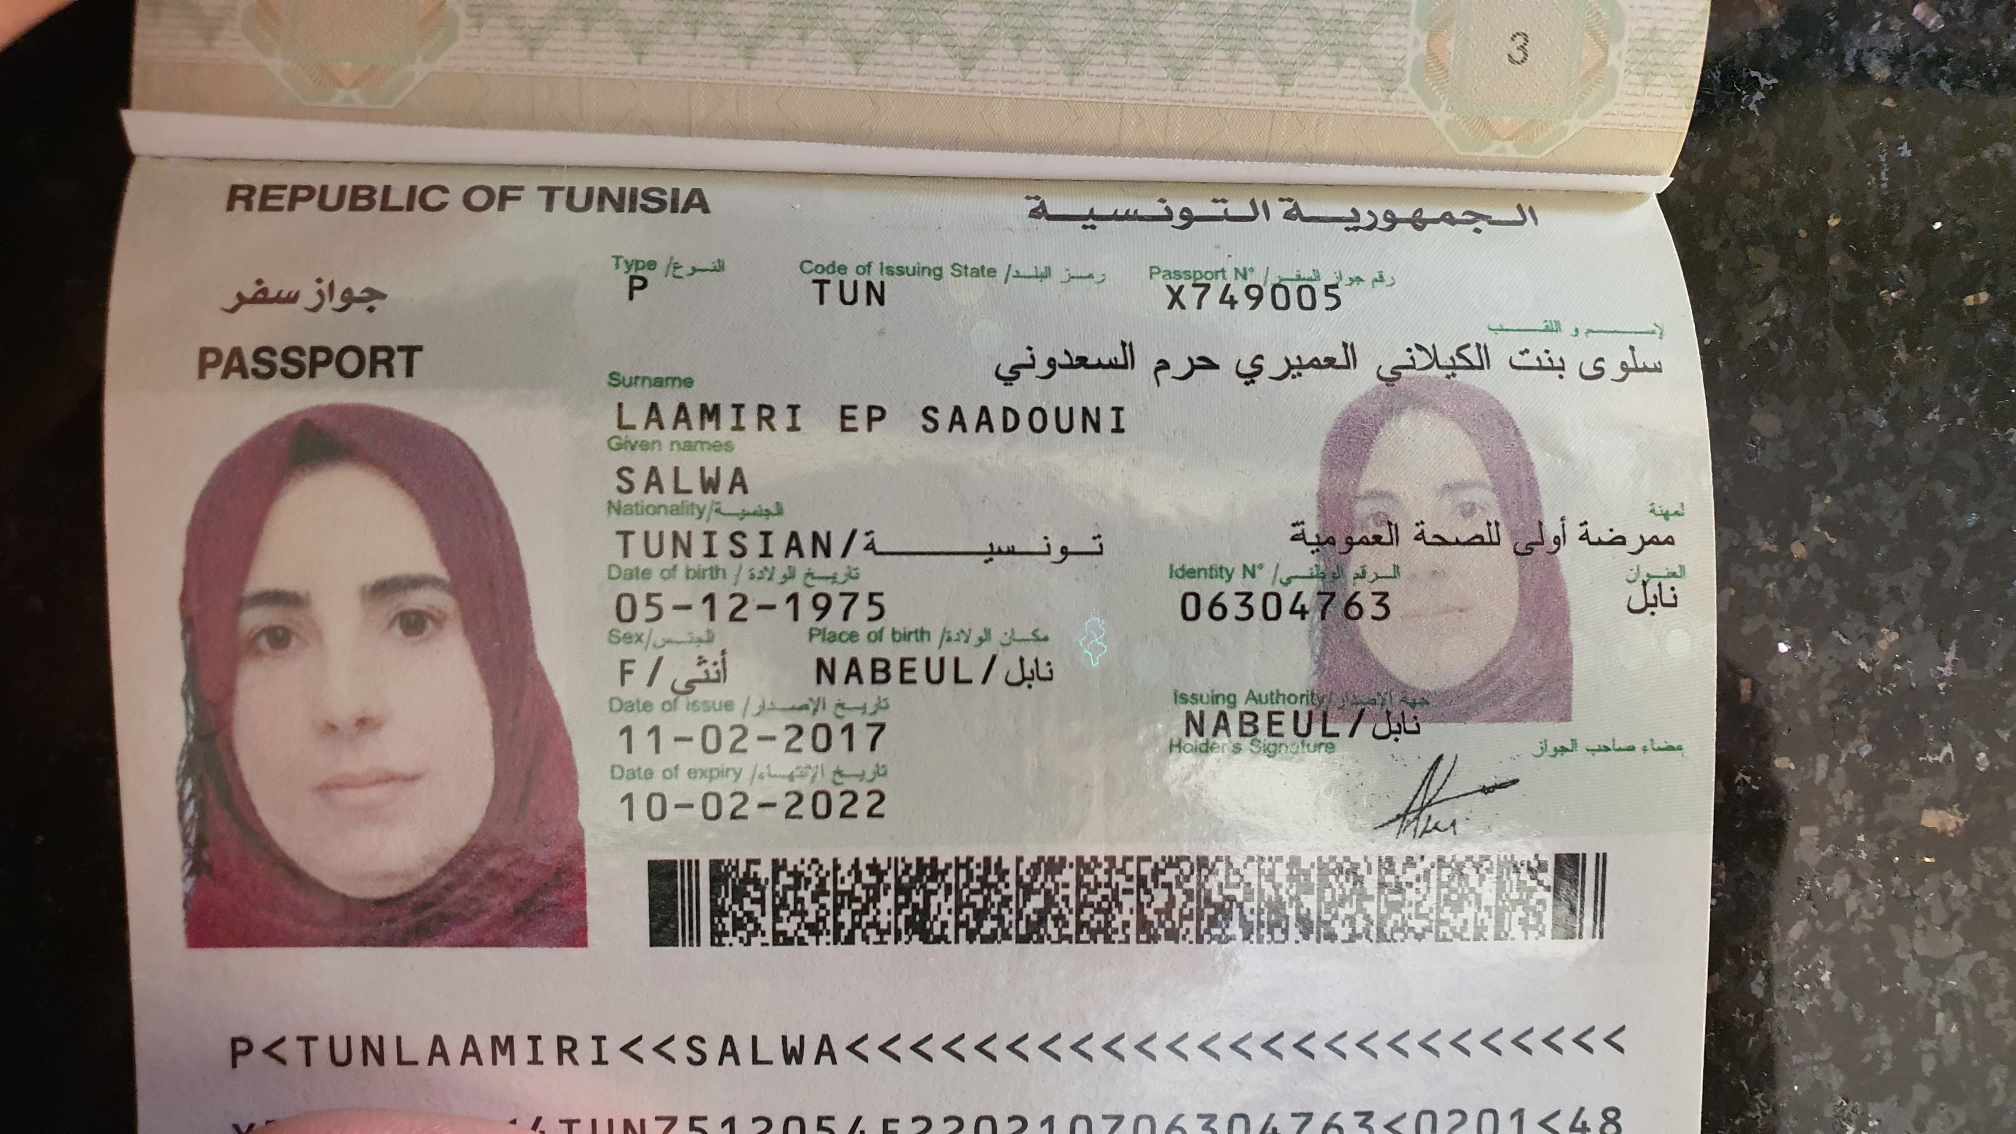 3
REPUBLIC OF TUNISIA
الجمهورية التونسية
جواز سفر
PASSPORT
Type / النوع
P
Code of Issuing State / رمز البلد
TUN
Passport N° / رقم جواز السفر
X749005
لإسم و اللقب
سلوى بنت الكيلاني العميري حرم السعدوني
Surname
LAAMIRI EP SAADOUNI
Given names
SALWA
Nationality/الجنسية
TUNISIAN/تونسية
لمهنة
ممرضة أولى للصحة العمومية
Date of birth / تاريخ الولادة
05-12-1975
Identity N° / الرقم الوطني
06304763
العنوان
نابل
Sex/الجنس
F/أنثى
Place of birth / مكان الولادة
NABEUL/نابل
Date of issue / تاريخ الإصدار
11-02-2017
Issuing Authority/جهة الإصدار
NABEUL/نابل
Holder's Signature
مضاء صاحب الجواز
Date of expiry / تاريخ الإنتهاء
10-02-2022
P<TUNLAAMIRI<<SALWA<<<<<<<<<<<<<<<<<<<<<<<<<
4TUN7512054F220210706304763<0201<48